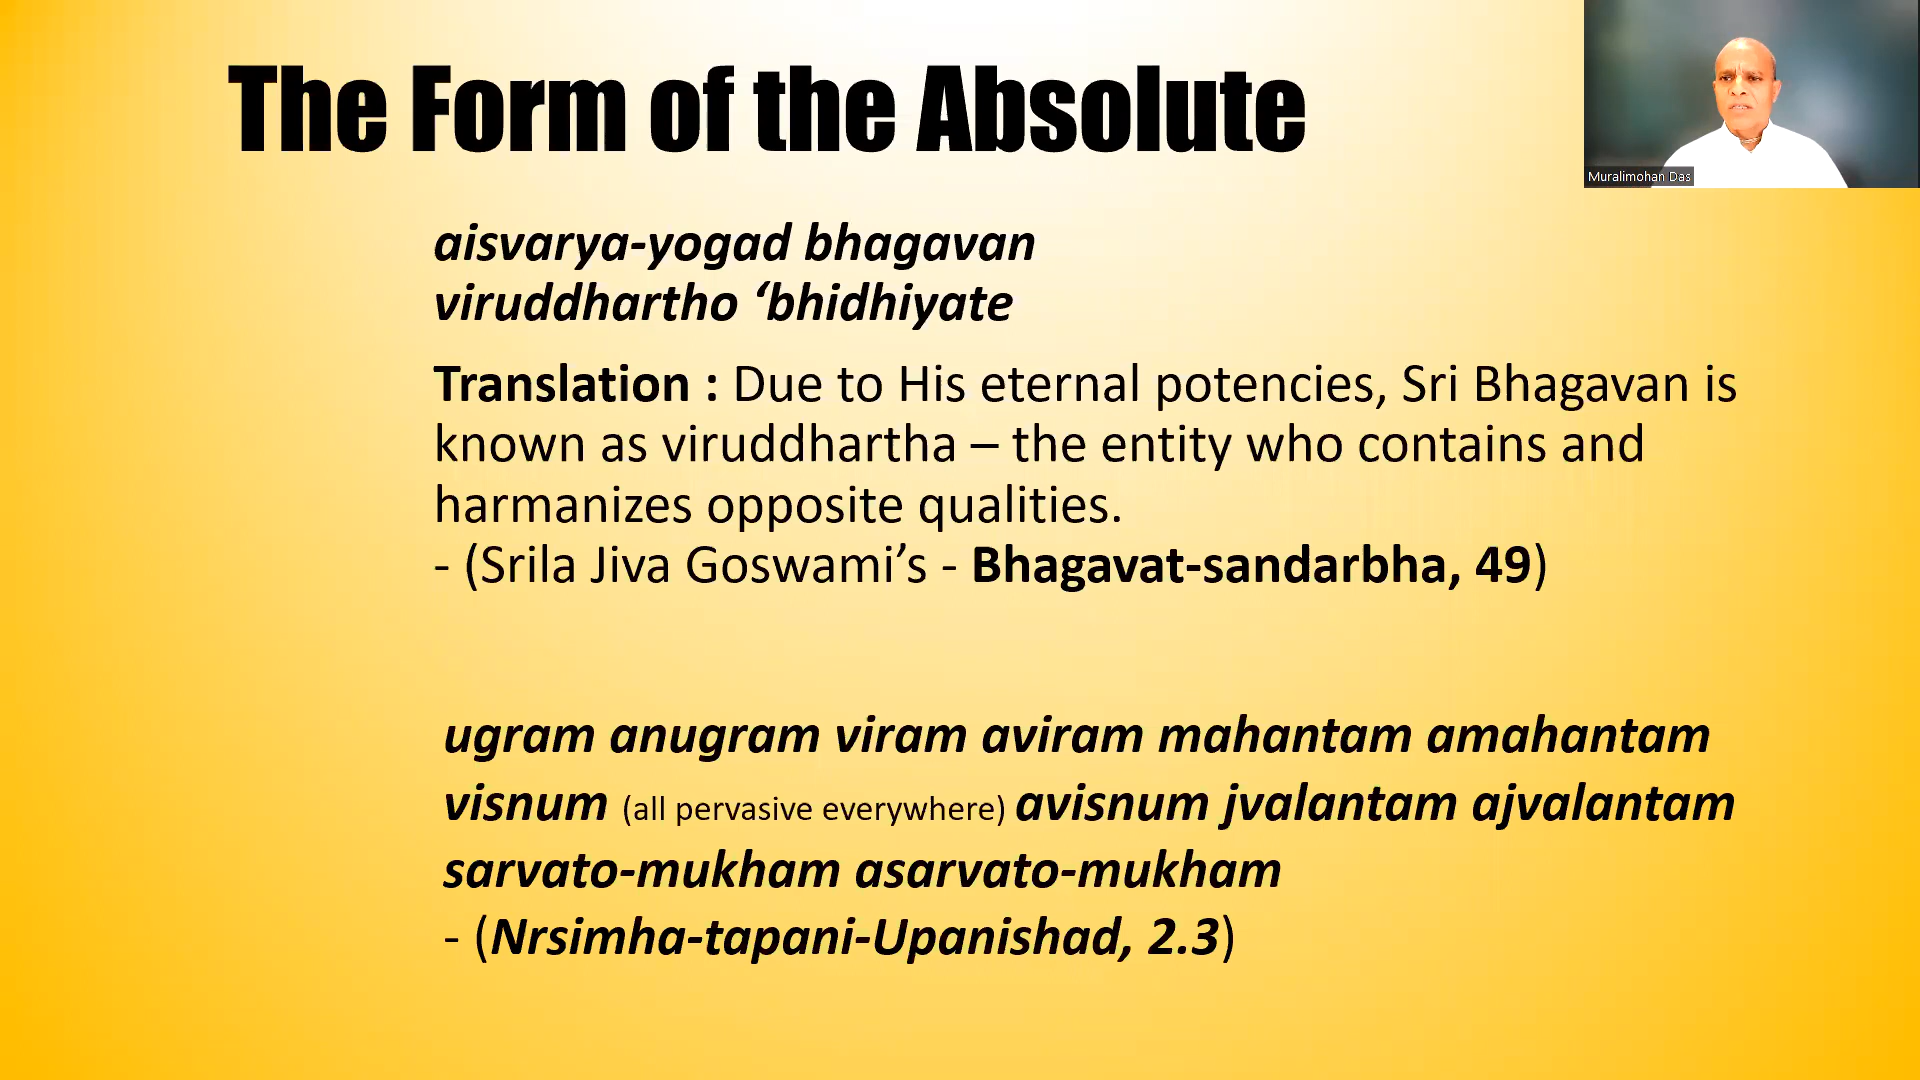 The Form of the Absolute
Muralimohan Das
aisvarya-yogad bhagavan
viruddhartho ‘bhidhiyate
Translation : Due to His eternal potencies, Sri Bhagavan is
known as viruddhartha – the entity who contains and
harmanizes opposite qualities.
- (Srila Jiva Goswami’s - Bhagavat-sandarbha, 49)
ugram anugram viram aviram mahantam amahantam
visnum (all pervasive everywhere) avisnum jvalantam ajvalantam
sarvato-mukham asarvato-mukham
- (Nrsimha-tapani-Upanishad, 2.3)